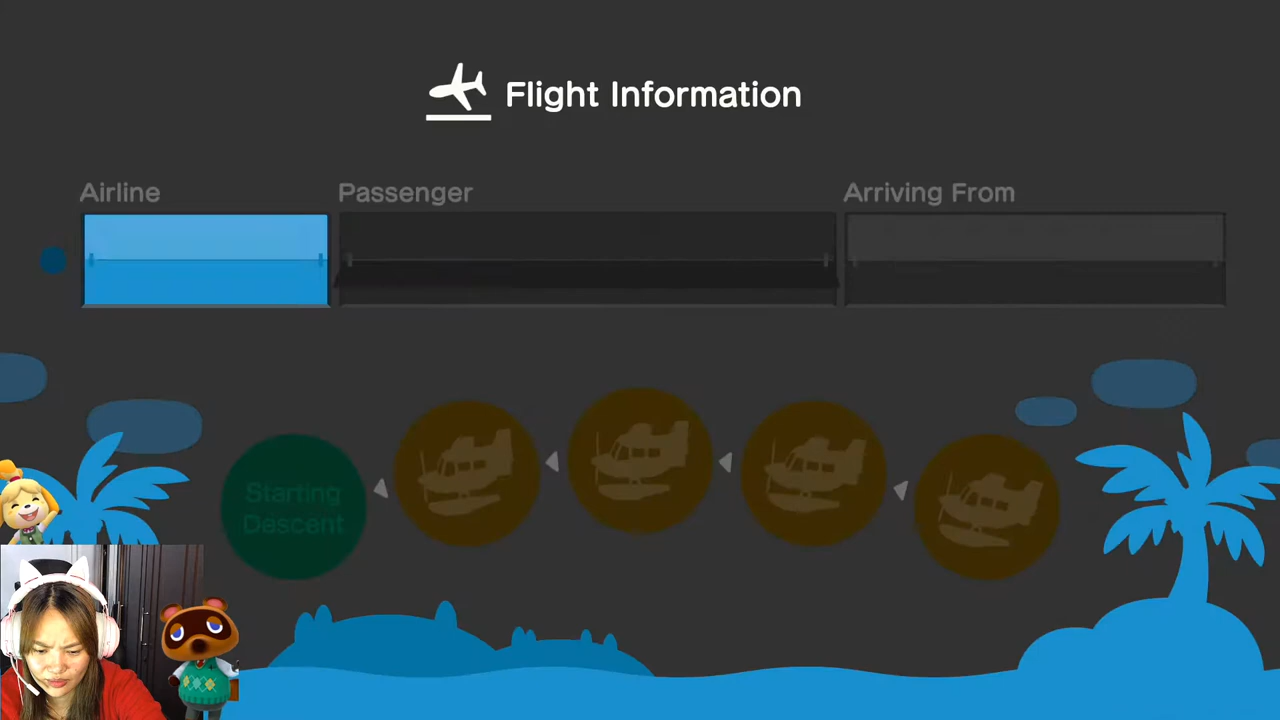 Flight Information
Airline
Passenger
Arriving From
Starting
Descent